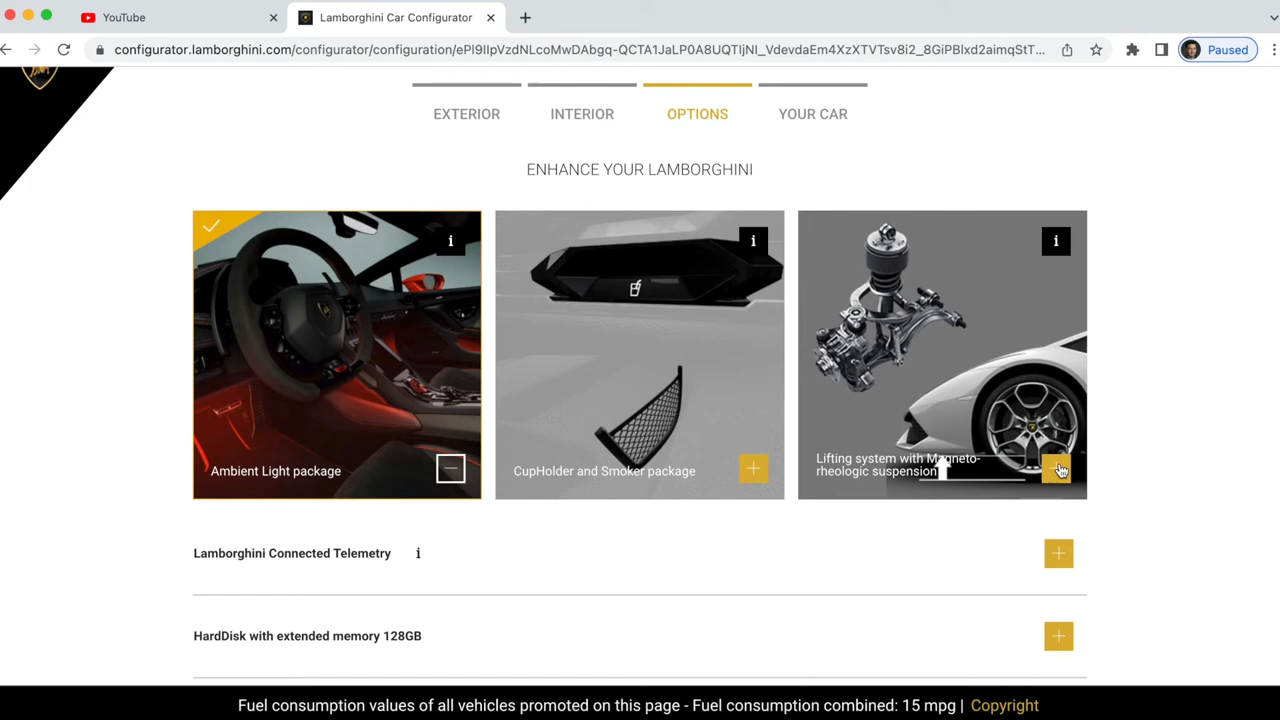 YouTube
Lamborghini Car Configurator
configurator.lamborghini.com/configurator/configuration/ePl9IIpVzdNLcoMwDAbgq-QCTA1JaLP0A8UQTIjNI_VdevdaEm4XzXTVTsv8i2_8GiPBlxd2aimqStT...
Paused
EXTERIOR
INTERIOR
OPTIONS
YOUR CAR
ENHANCE YOUR LAMBORGHINI
i
i
i
Ambient Light package
CupHolder and Smoker package
Lifting system with Magneto-
rheologic suspension
Lamborghini Connected Telemetry i
HardDisk with extended memory 128GB
Fuel consumption values of all vehicles promoted on this page - Fuel consumption combined: 15 mpg | Copyright